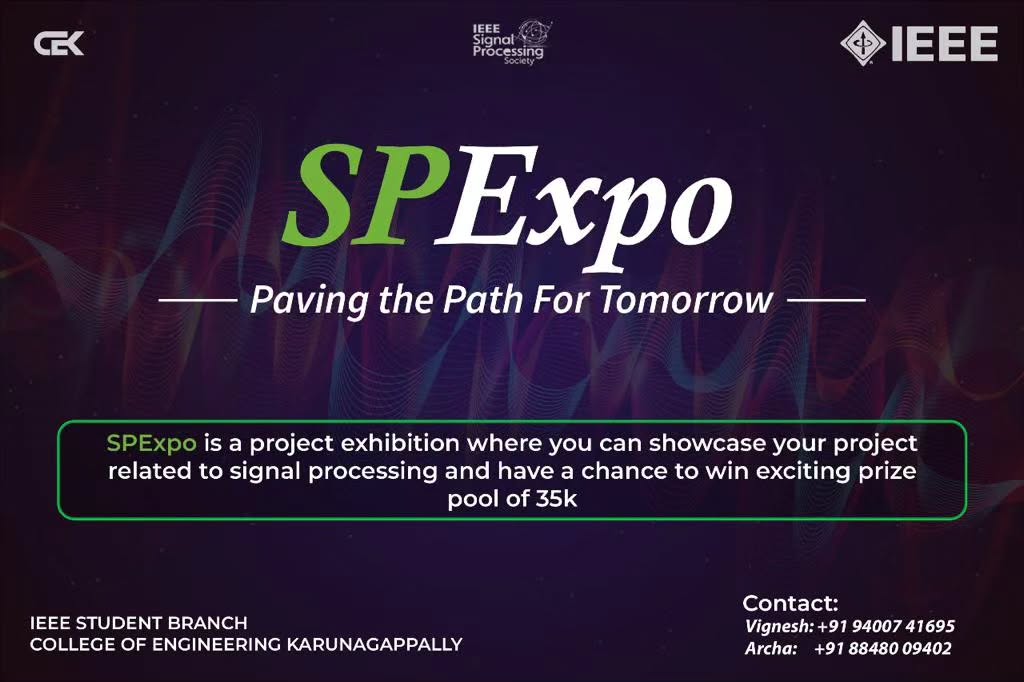 CEK
IEEE
Signal
Processing
Society
IEEE
SPExpo
Paving the Path For Tomorrow
SPExpo is a project exhibition where you can showcase your project
related to signal processing and have a chance to win exciting prize
pool of 35k
IEEE STUDENT BRANCH
COLLEGE OF ENGINEERING KARUNAGAPPALLY
Contact:
Vignesh: +91 94007 41695
Archa: +91 88480 09402